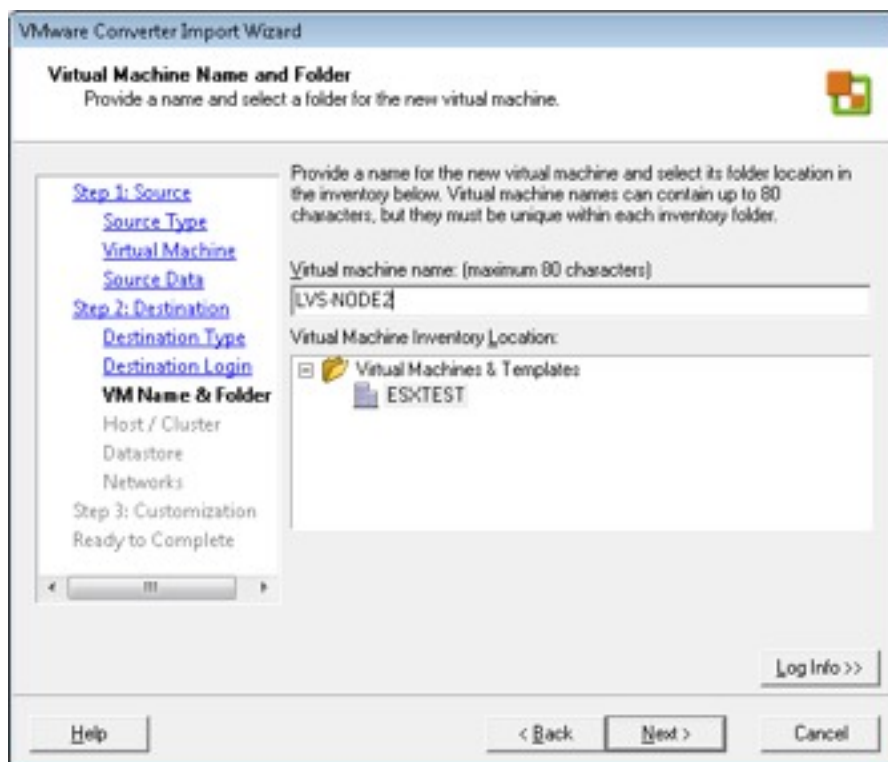 VMware Converter Import Wizard
Virtual Machine Name and Folder
Provide a name and select a folder for the new virtual machine.
Step 1: Source
Source Type
Virtual Machine
Source Data
Step 2: Destination
Destination Type
Destination Login
VM Name & Folder
Host / Cluster
Datastore
Networks
Step 3: Customization
Ready to Complete
Provide a name for the new virtual machine and select its folder location in
the inventory below. Virtual machine names can contain up to 80
characters, but they must be unique within each inventory folder.
Virtual machine name: (maximum 80 characters)
LVS-NODE2
Virtual Machine Inventory Location:
Virtual Machines & Templates
ESXTEST
Log Info >>
Help
< Back
Next >
Cancel